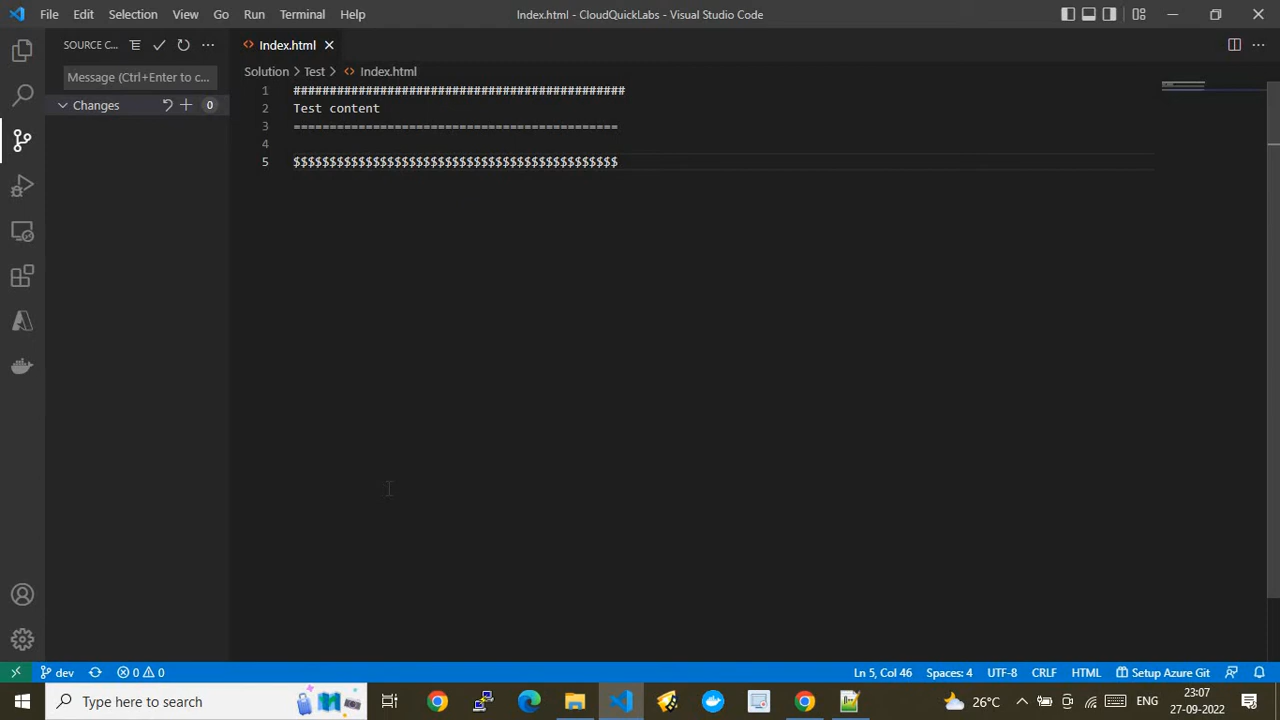 File Edit Selection View Go Run Terminal Help Index.html - CloudQuickLabs - Visual Studio Code
SOURCE C...
Index.html
Message (Ctrl+Enter to c...
Solution > Test > Index.html
Changes 0
1 ##############################################
2 Test content
3 =============================================
4
5 $$$$$$$$$$$$$$$$$$$$$$$$$$$$$$$$$$$$$$$$$$$$$
dev 0 0 Ln 5, Col 46 Spaces: 4 UTF-8 CRLF HTML Setup Azure Git
Type here to search 26°C ENG 23:07
27-09-2022